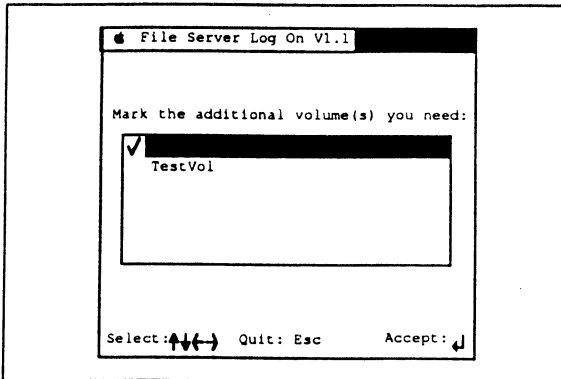 File Server Log On V1.1
Mark the additional volume(s) you need:
TestVol
Select: Quit: Esc Accept: